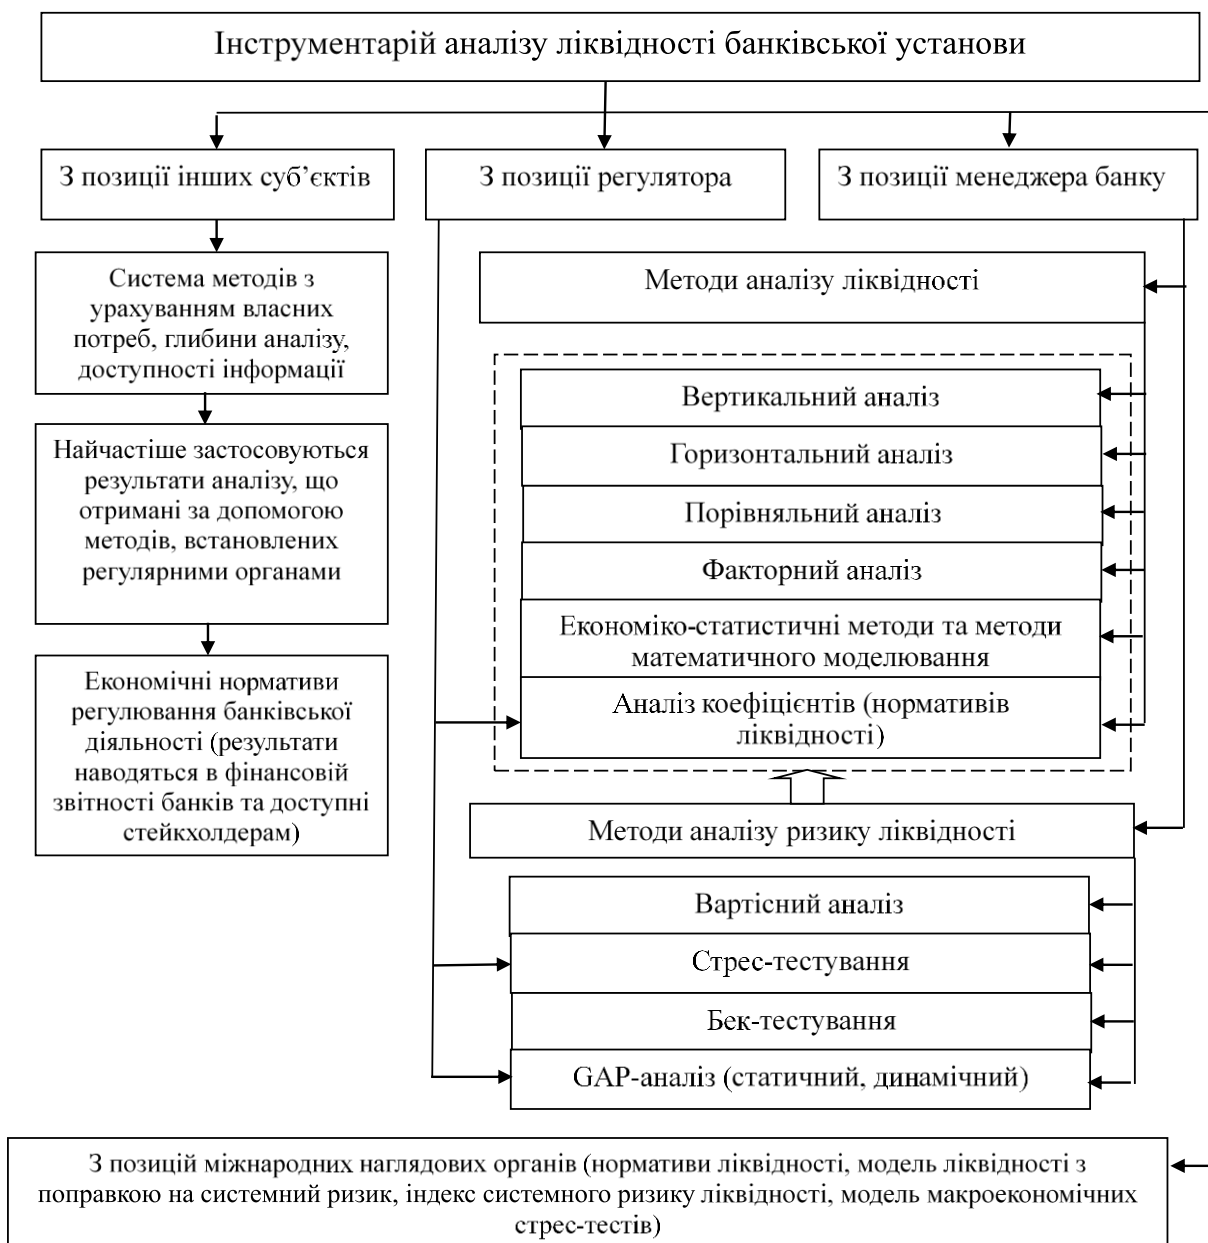 Інструментарій аналізу ліквідності банківської установи
З позиції інших суб’єктів
З позиції регулятора
З позиції менеджера банку
Система методів з
урахуванням власних
потреб, глибини аналізу,
доступності інформації
Найчастіше застосовуються
результати аналізу, що
отримані за допомогою
методів, встановлених
регулярними органами
Економічні нормативи
регулювання банківської
діяльності (результати
наводяться в фінансовій
звітності банків та доступні
стейкхолдерам)
Методи аналізу ліквідності
Вертикальний аналіз
Горизонтальний аналіз
Порівняльний аналіз
Факторний аналіз
Економіко-статистичні методи та методи
математичного моделювання
Аналіз коефіцієнтів (нормативів
ліквідності)
Методи аналізу ризику ліквідності
Вартісний аналіз
Стрес-тестування
Бек-тестування
GAP-аналіз (статичний, динамічний)
З позицій міжнародних наглядових органів (нормативи ліквідності, модель ліквідності з
поправкою на системний ризик, індекс системного ризику ліквідності, модель макроекономічних
стрес-тестів)